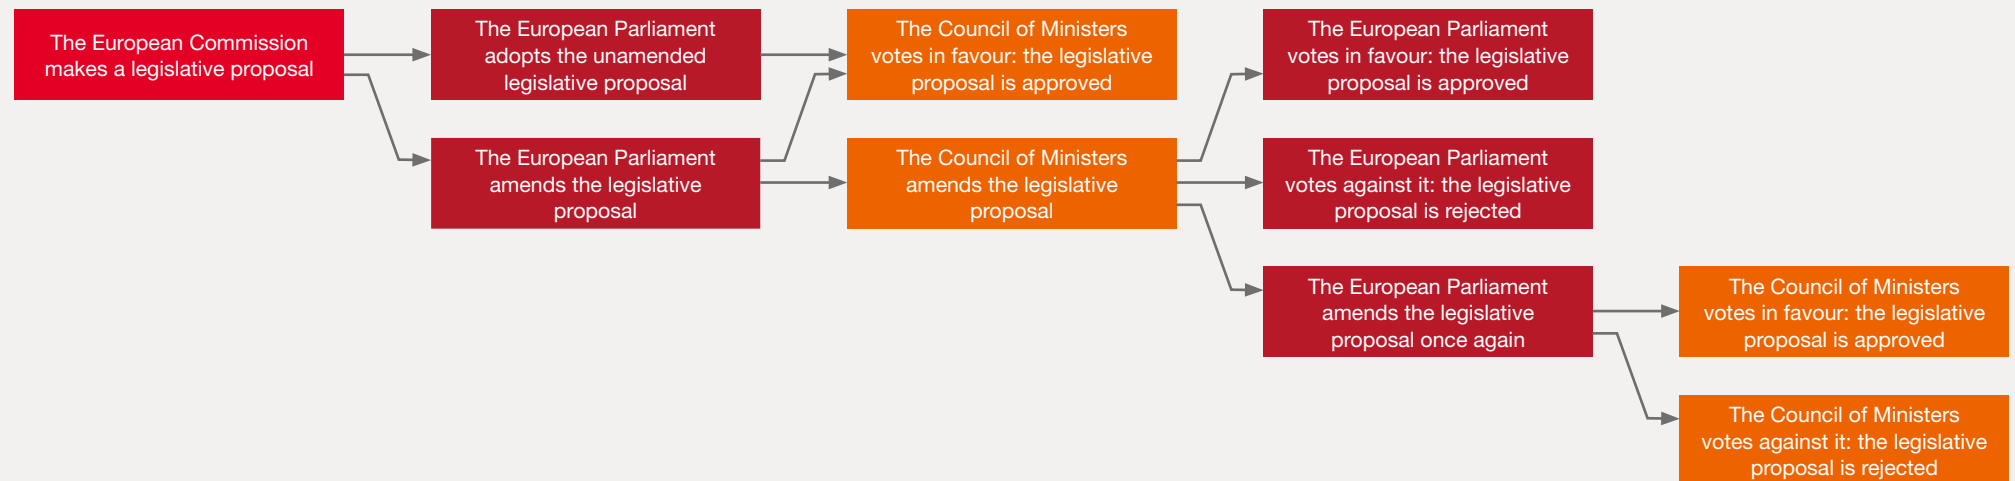 The European Commission
makes a legislative proposal
The European Parliament
adopts the unamended
legislative proposal
The Council of Ministers
votes in favour: the legislative
proposal is approved
The European Parliament
votes in favour: the legislative
proposal is approved
The European Parliament
amends the legislative
proposal
The Council of Ministers
amends the legislative
proposal
The European Parliament
votes against it: the legislative
proposal is rejected
The European Parliament
amends the legislative
proposal once again
The Council of Ministers
votes in favour: the legislative
proposal is approved
The Council of Ministers
votes against it: the legislative
proposal is rejected